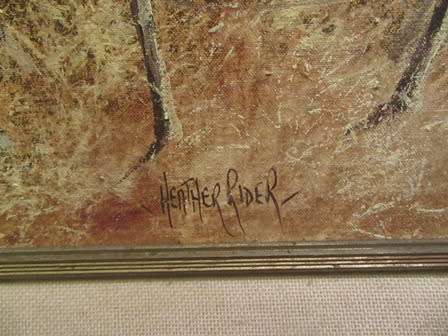 - HEATHER RIDER -